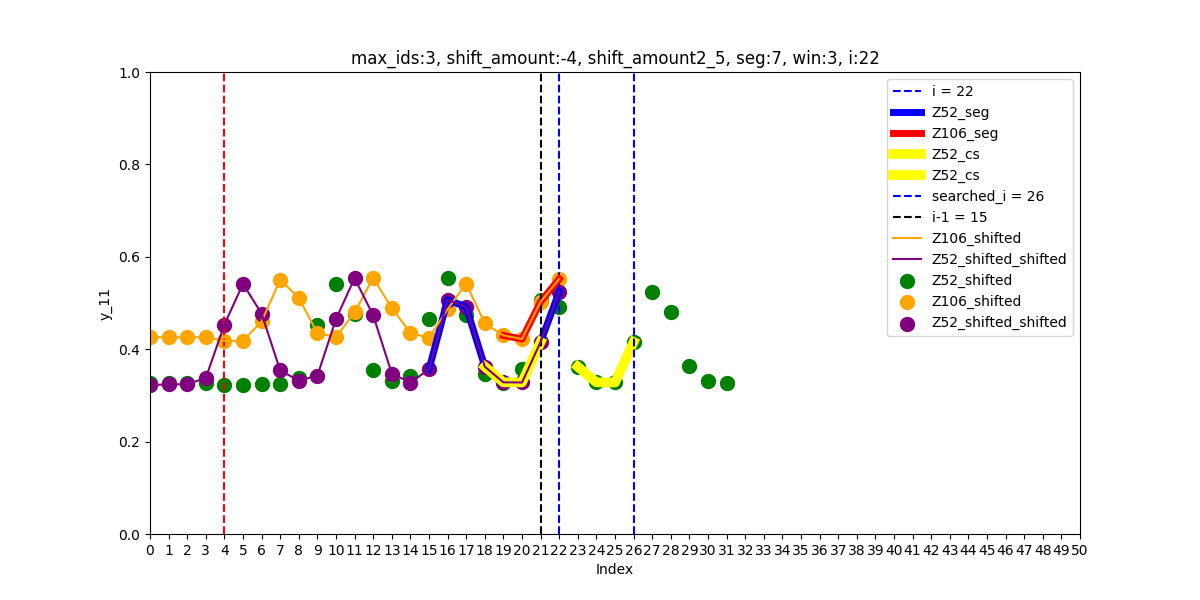 max_ids:3, shift_amount:-4, shift_amount2_5, seg:7, win:3, i:22
1.0
i = 22
Z52_seg
Z106_seg
Z52_cs
Z52_cs
searched_i = 26
i-1 = 15
Z106_shifted
Z52_shifted_shifted
Z52_shifted
Z106_shifted
Z52_shifted_shifted
0.8
0.6
y_11
0.4
0.2
0.0
0 1 2 3 4 5 6 7 8 9 10 11 12 13 14 15 16 17 18 19 20 21 22 23 24 25 26 27 28 29 30 31 32 33 34 35 36 37 38 39 40 41 42 43 44 45 46 47 48 49 50
Index